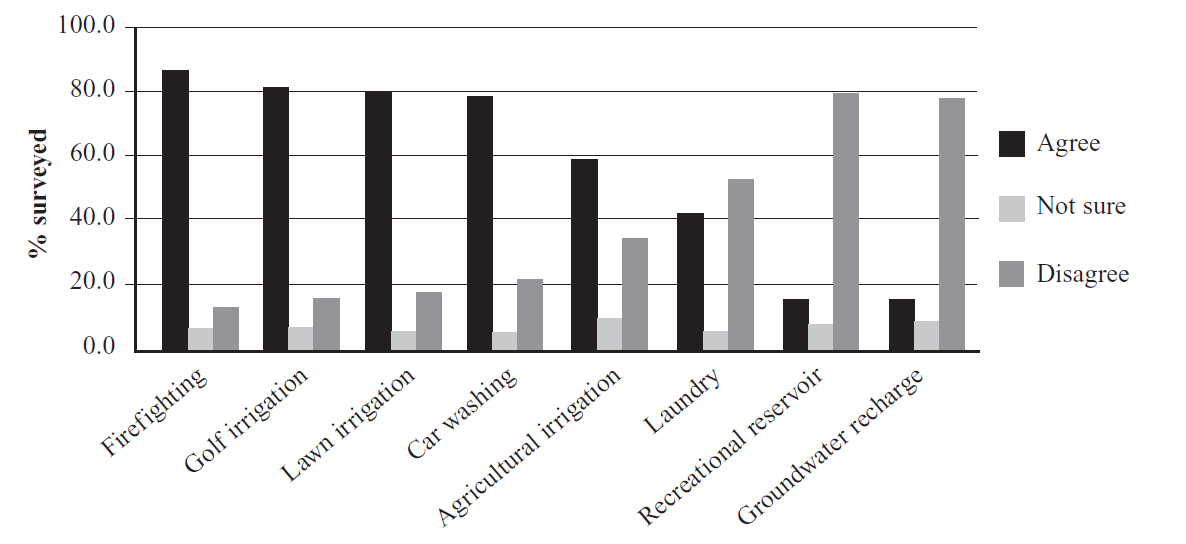 % surveyed
100.0
80.0
60.0
40.0
20.0
0.0
Firefighting
Golf irrigation
Lawn irrigation
Car washing
Agricultural irrigation
Laundry
Recreational reservoir
Groundwater recharge
Agree
Not sure
Disagree